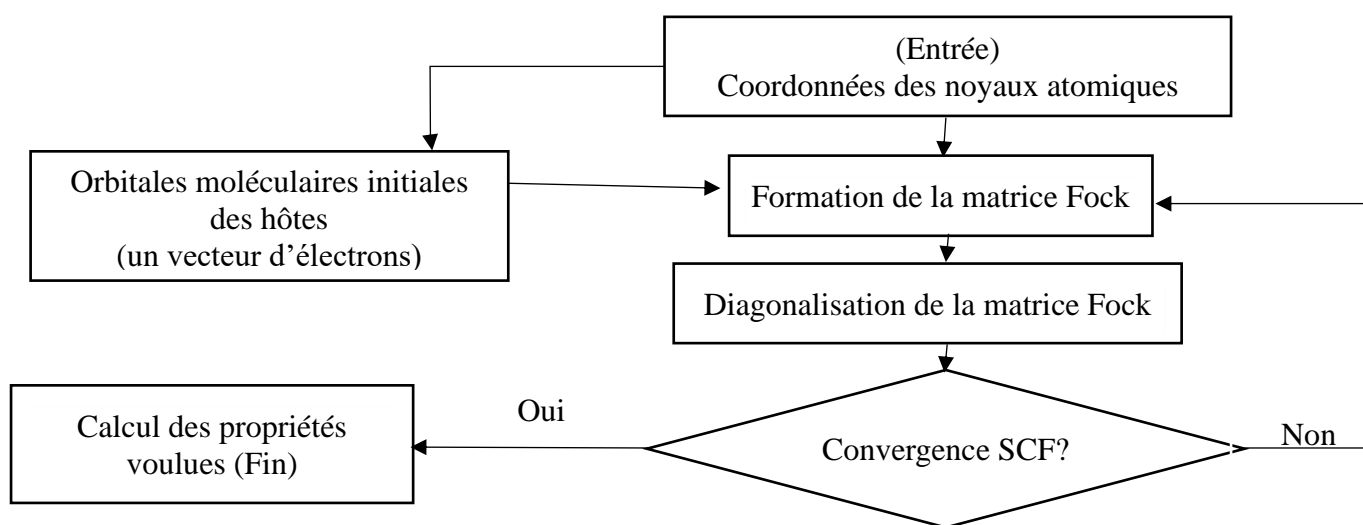 (Entrée)
Coordonnées des noyaux atomiques
Orbitales moléculaires initiales
des hôtes
(un vecteur d'électrons)
Formation de la matrice Fock
Diagonalisation de la matrice Fock
Oui
Calcul des propriétés
voulues (Fin)
Convergence SCF?
Non